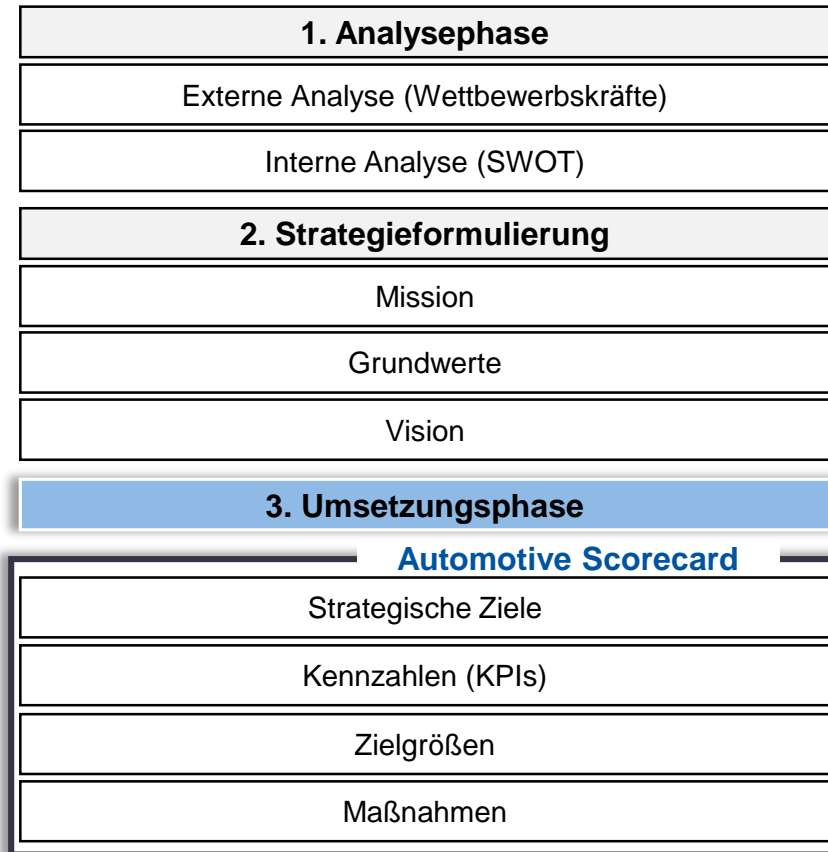 1. Analysephase
Externe Analyse (Wettbewerbskräfte)
Interne Analyse (SWOT)
2. Strategieformulierung
Mission
Grundwerte
Vision
3. Umsetzungsphase
Automotive Scorecard
Strategische Ziele
Kennzahlen (KPIs)
Zielgrößen
Maßnahmen